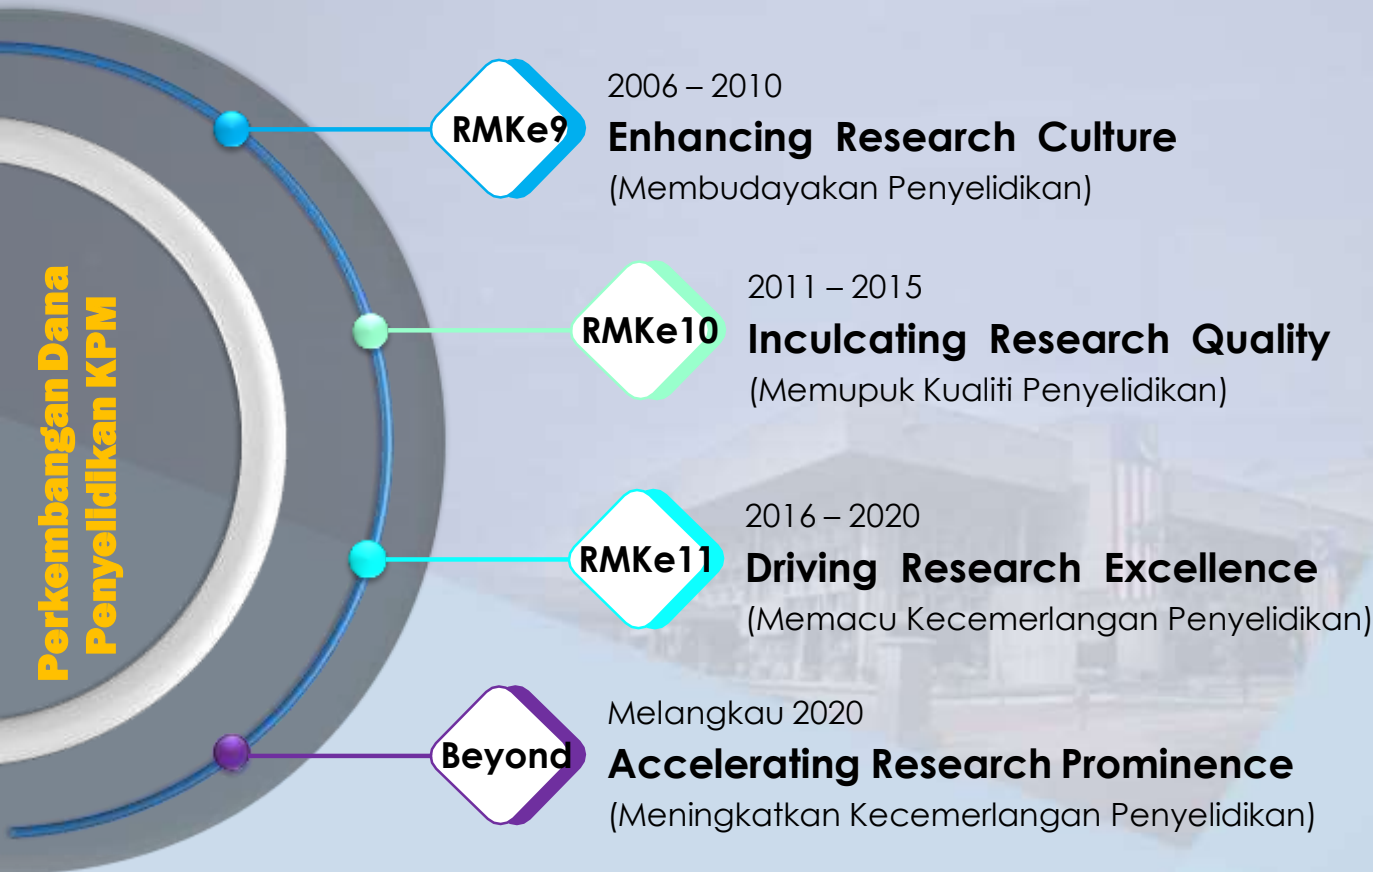 Perkembangan Dana
Penyelidikan KPM
RMKe9
2006 – 2010
Enhancing Research Culture
(Membudayakan Penyelidikan)
RMKe10
2011 – 2015
Inculcating Research Quality
(Memupuk Kualiti Penyelidikan)
RMKe11
2016 – 2020
Driving Research Excellence
(Memacu Kecemerlangan Penyelidikan)
Beyond
Melangkau 2020
Accelerating Research Prominence
(Meningkatkan Kecemerlangan Penyelidikan)